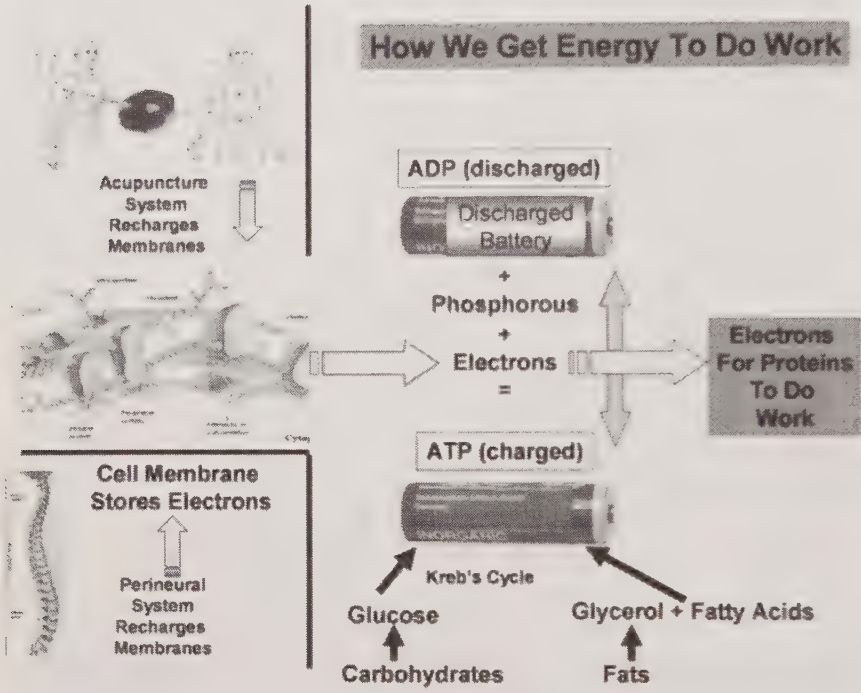 How We Get Energy To Do Work
Acupuncture
System
Recharges
Membranes
ADP (discharged)
Discharged
Battery
+
Phosphorous
+
Electrons
=
Electrons
For Proteins
To Do
Work
ATP (charged)
INORGANIC
Cell Membrane
Stores Electrons
Perineural
System
Recharges
Membranes
Kreb's Cycle
Glucose
Glycerol + Fatty Acids
Carbohydrates
Fats